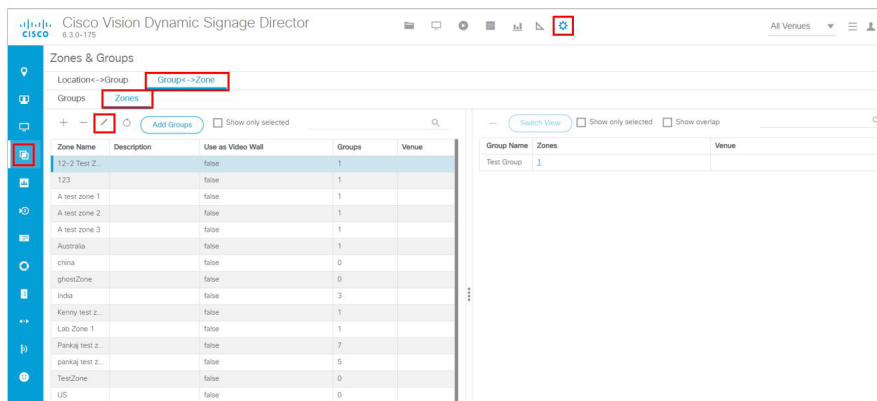 CISCO
Cisco Vision Dynamic Signage Director
6.3.0-175
All Venues
Zones & Groups
Location<->Group Group<->Zone
Groups Zones
Add Groups Show only selected
Switch View Show only selected Show overlap
Zone Name Description Use as Video Wall Groups Venue
12-2 Test Z... false 1
123 false 1
A test zone 1 false 1
A test zone 2 false 1
A test zone 3 false 1
Australia false 1
china false 0
ghostZone false 0
India false 3
Kenny test z... false 1
Lab Zone 1 false 1
Pankaj test z... false 7
pankaj test z... false 5
TestZone false 0
US false 0
Group Name Zones Venue
Test Group 1